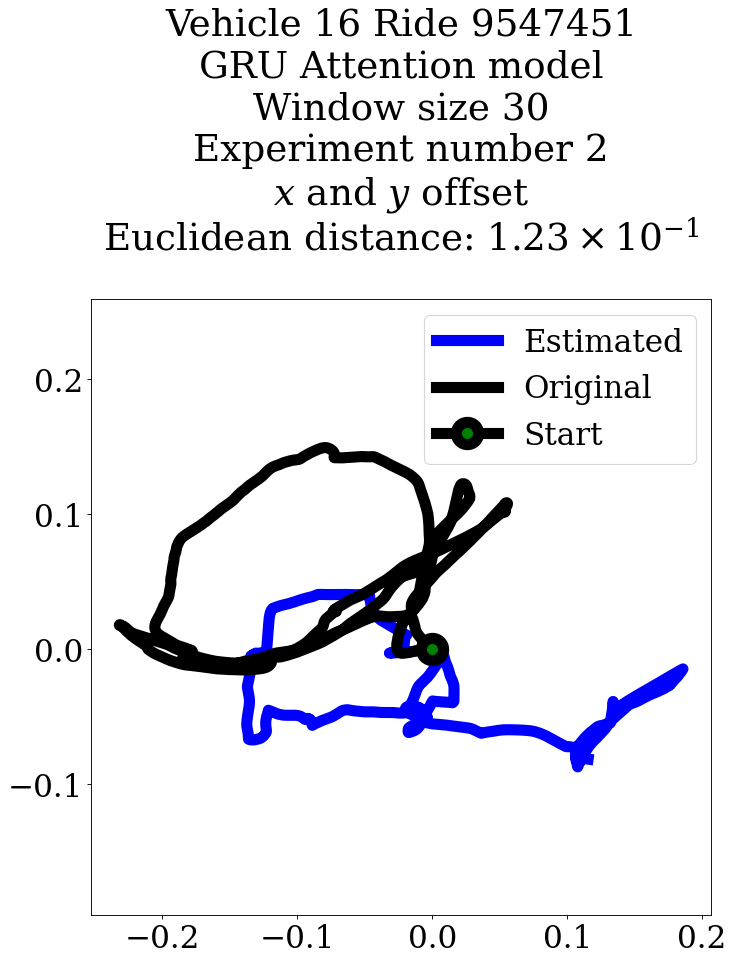 Vehicle 16 Ride 9547451
GRU Attention model
Window size 30
Experiment number 2
x and y offset
Euclidean distance: 1.23 × 10⁻¹
Estimated
Original
Start
0.2
0.1
0.0
−0.1
−0.2
−0.1
0.0
0.1
0.2